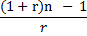 (1+r)n − 1
r